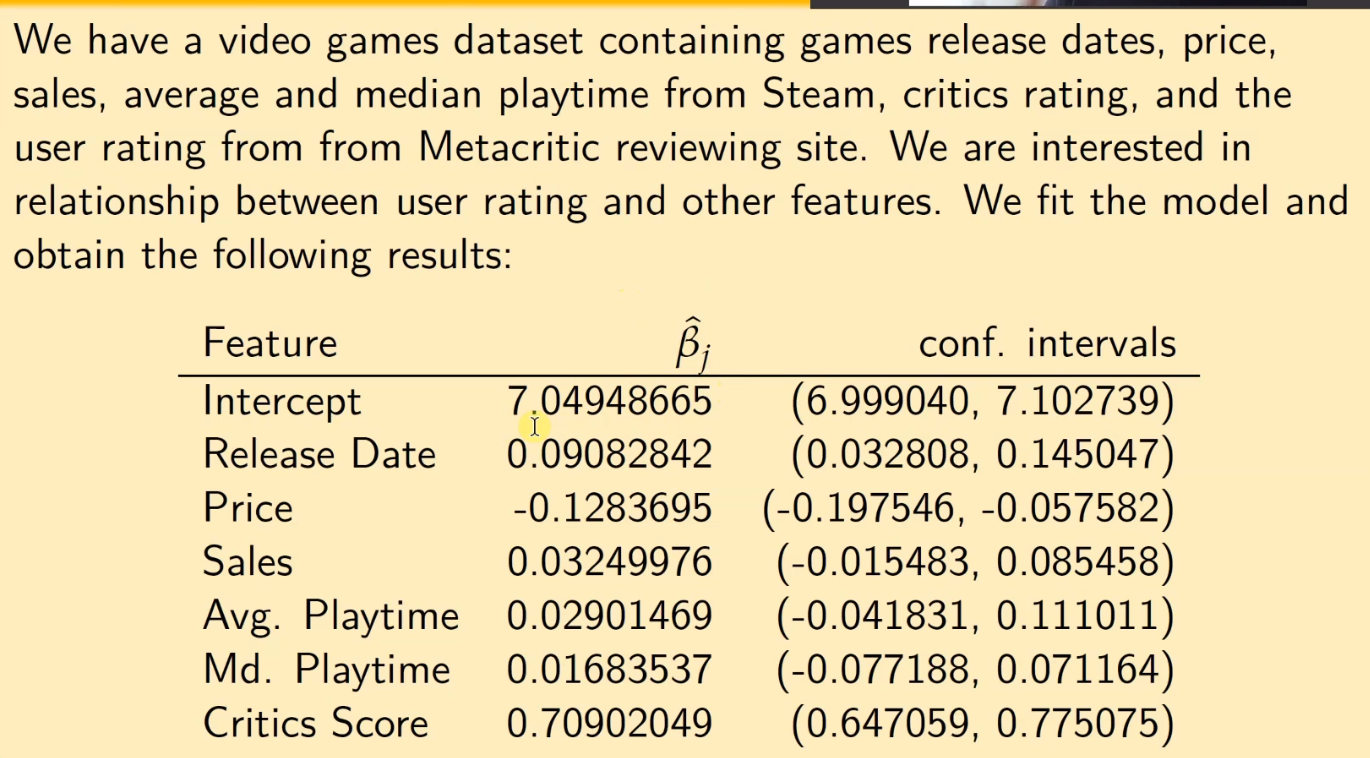 We have a video games dataset containing games release dates, price,
sales, average and median playtime from Steam, critics rating, and the
user rating from from Metacritic reviewing site. We are interested in
relationship between user rating and other features. We fit the model and
obtain the following results:
Feature β̂j conf. intervals
Intercept 7.04948665 (6.999040, 7.102739)
Release Date 0.09082842 (0.032808, 0.145047)
Price -0.1283695 (-0.197546, -0.057582)
Sales 0.03249976 (-0.015483, 0.085458)
Avg. Playtime 0.02901469 (-0.041831, 0.111011)
Md. Playtime 0.01683537 (-0.077188, 0.071164)
Critics Score 0.70902049 (0.647059, 0.775075)